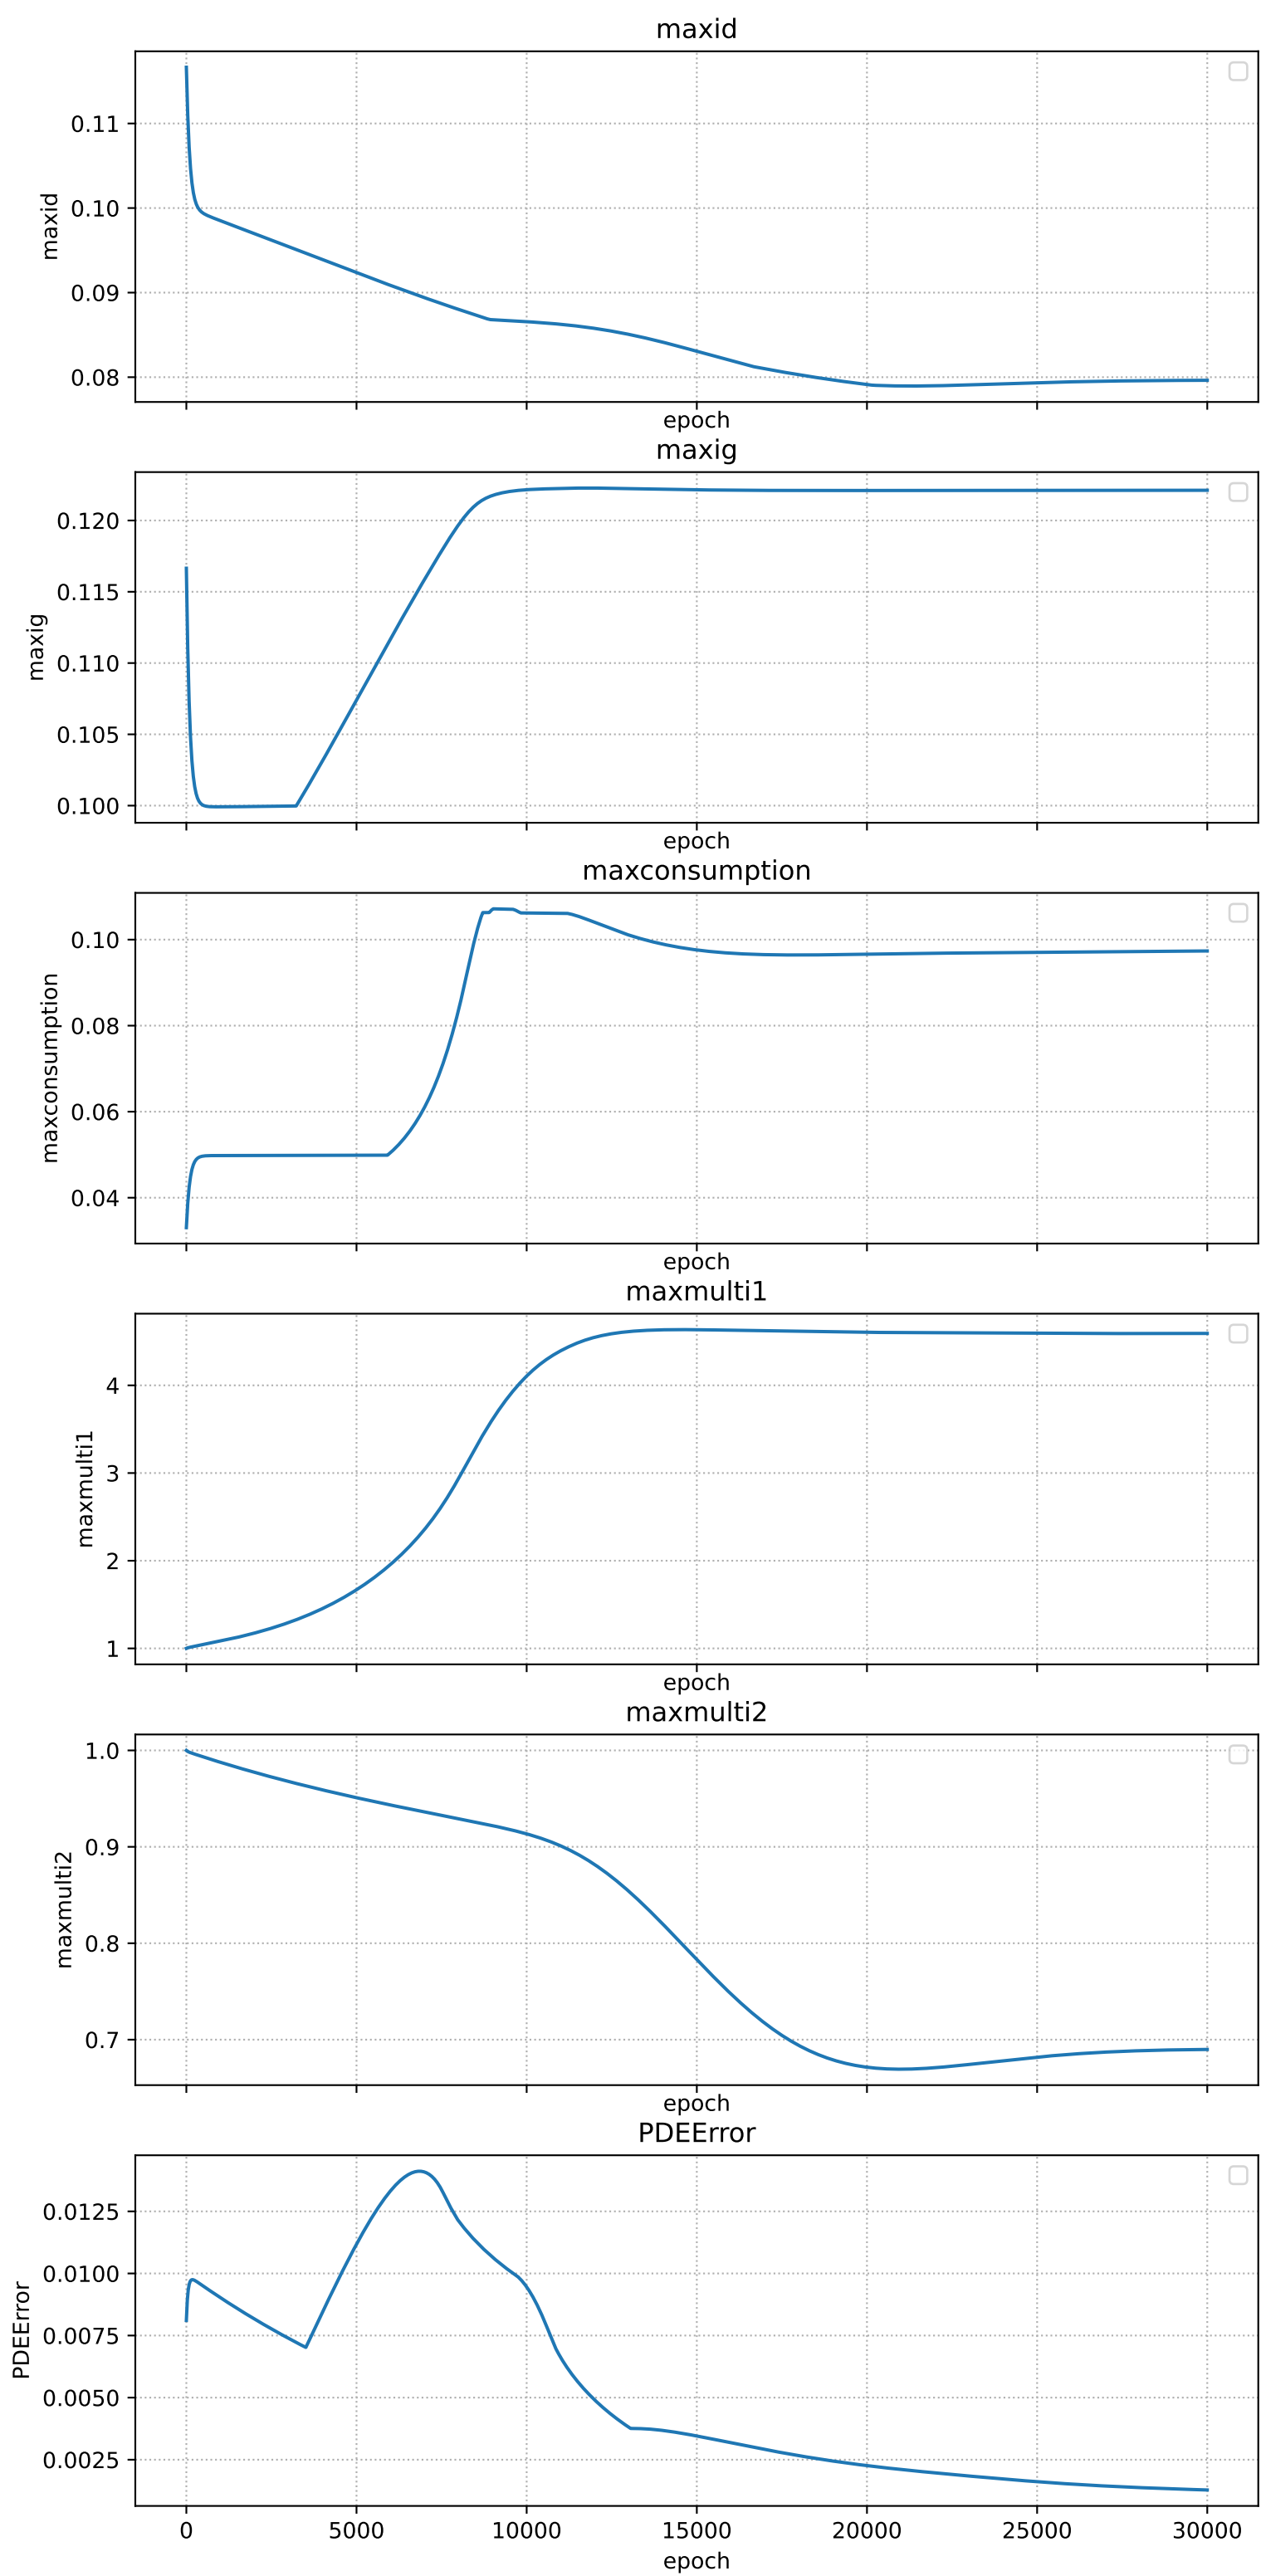 maxid
0.11
0.10
0.09
0.08
maxid
epoch
maxig
0.120
0.115
0.110
0.105
0.100
maxig
epoch
maxconsumption
0.10
0.08
0.06
0.04
maxconsumption
epoch
maxmulti1
4
3
2
1
maxmulti1
epoch
maxmulti2
1.0
0.9
0.8
0.7
maxmulti2
epoch
PDEError
0.0125
0.0100
0.0075
0.0050
0.0025
PDEError
0 5000 10000 15000 20000 25000 30000
epoch